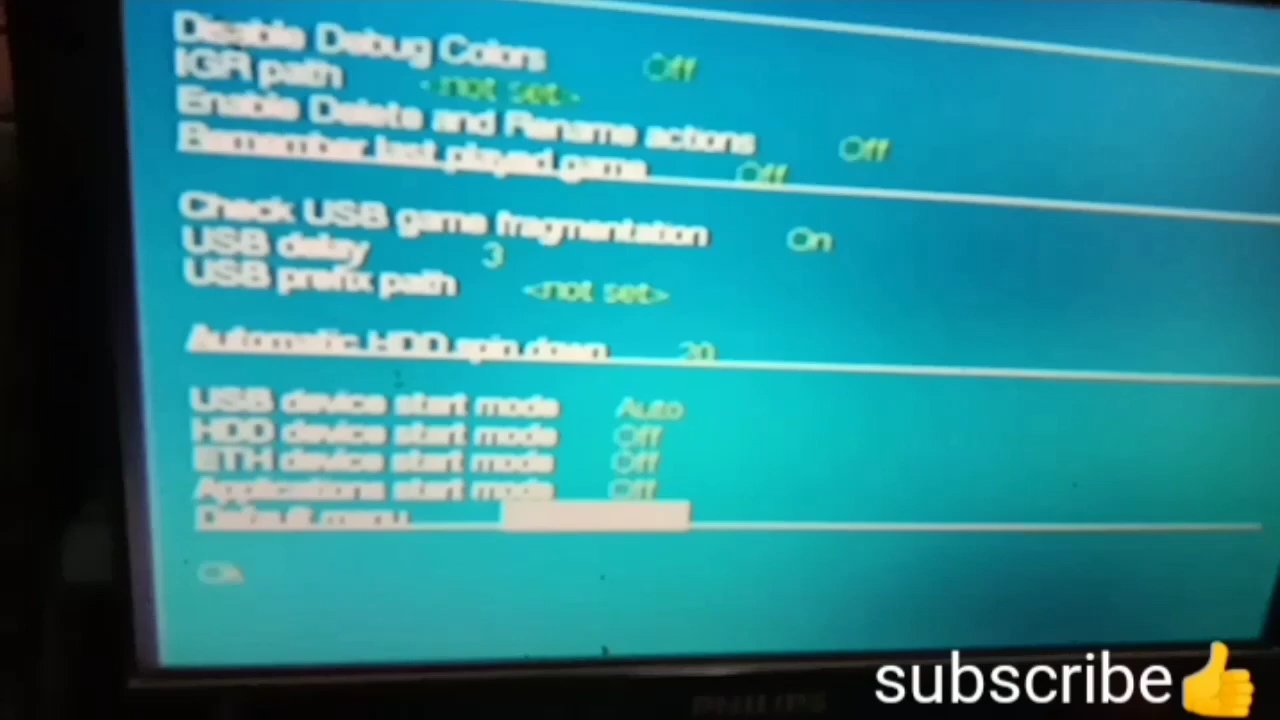 Disable Debug Colors Off
IGR path <not set>
Enable Delete and Rename actions Off
Remember last played game Off
Check USB game fragmentation On
USB delay 3
USB prefix path <not set>
Automatic HDD spin down 20
USB device start mode Auto
HDD device start mode Off
ETH device start mode Off
Applications start mode Off
Default menu
Ok
PHILIPS
subscribe👍